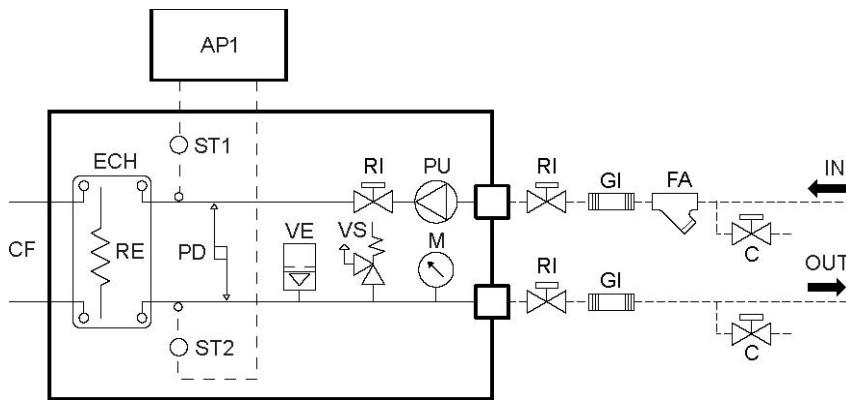 AP1
ST1
ECH
RI
PU
RI
GI
FA
IN
CF
RE
PD
VE
VS
M
C
RI
GI
OUT
ST2
C